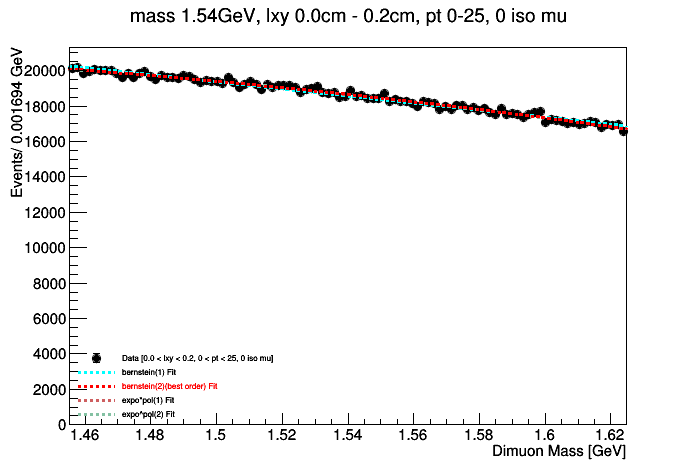 mass 1.54GeV, lxy 0.0cm - 0.2cm, pt 0-25, 0 iso mu
Events/ 0.001694 GeV
20000
18000
16000
14000
12000
10000
8000
6000
4000
2000
0
Data [0.0 < lxy < 0.2, 0 < pt < 25, 0 iso mu]
bernstein(1) Fit
bernstein(2)(best order) Fit
expo*pol(1) Fit
expo*pol(2) Fit
1.46 1.48 1.5 1.52 1.54 1.56 1.58 1.6 1.62
Dimuon Mass [GeV]